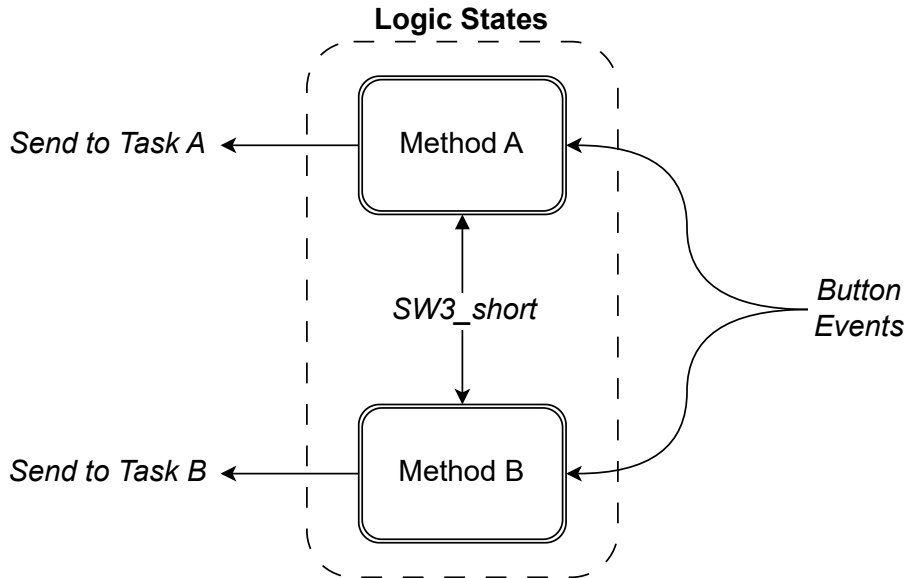 Logic States
Send to Task A
Method A
SW3_short
Button
Events
Send to Task B
Method B